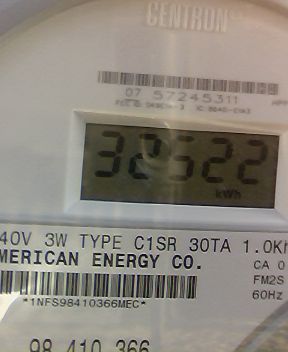 CENTRON
07 57245311
32522
kWh
40V 3W TYPE C1SR 30TA 1.0Kh
MERICAN ENERGY CO.
CA 0
FM2S
60Hz
*1NFS98410366MEC*
98 410 366